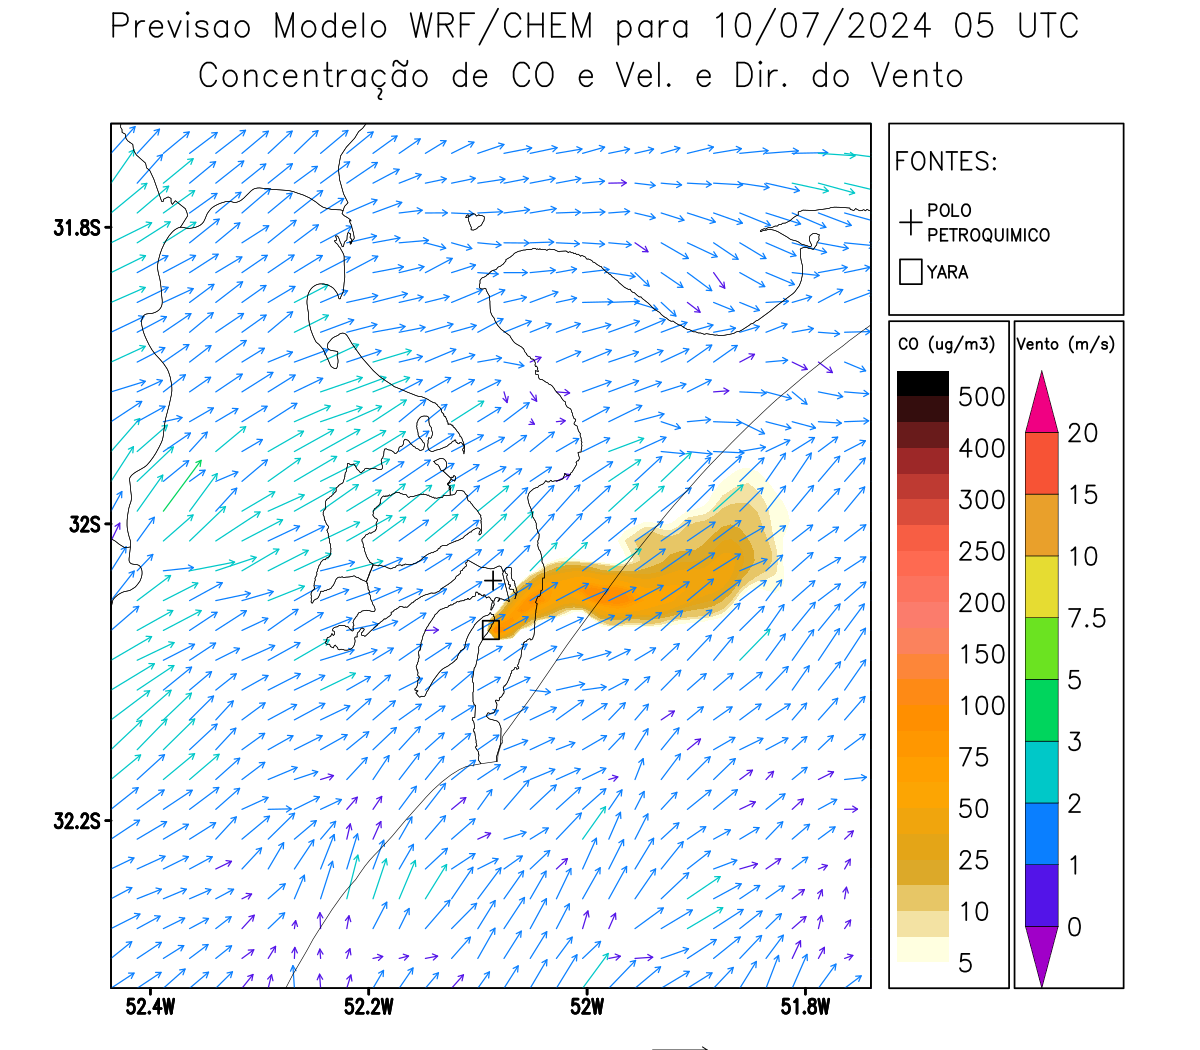 Previsao Modelo WRF/CHEM para 10/07/2024 05 UTC
Concentração de CO e Vel. e Dir. do Vento
FONTES:
POLO
PETROQUIMICO
YARA
CO (ug/m3)
500
400
300
250
200
150
100
75
50
25
10
5
Vento (m/s)
20
15
10
7.5
5
3
2
1
0
31.8S
32S
32.2S
52.4W
52.2W
52W
51.8W